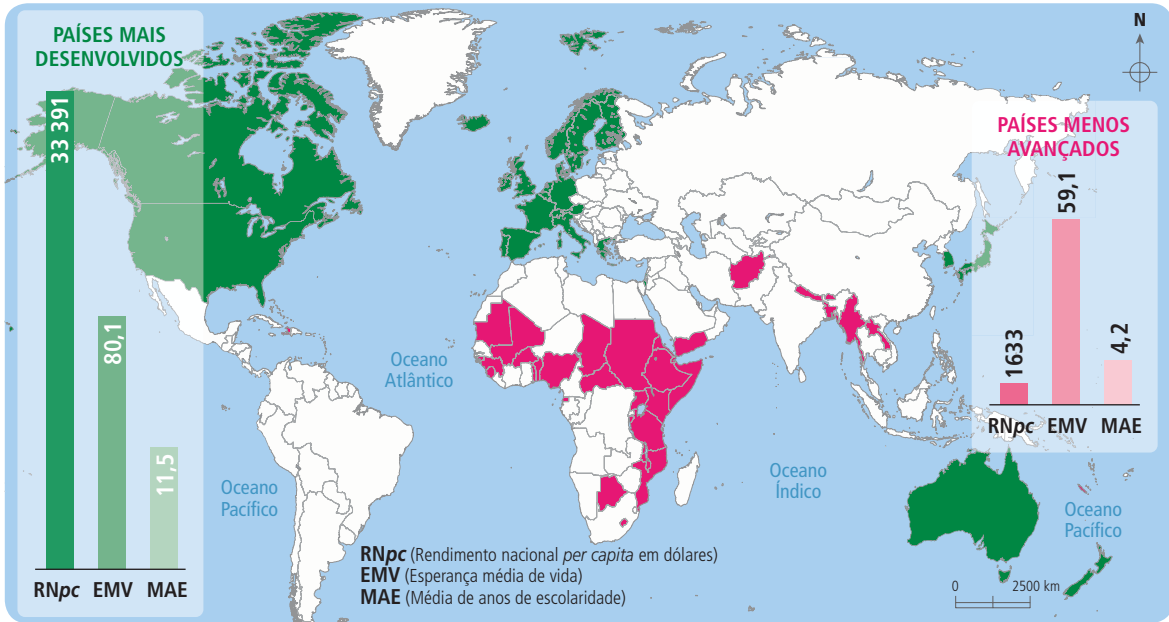 PAÍSES MAIS
DESENVOLVIDOS
33 391
80,1
11,5
RNpc EMV MAE
N
PAÍSES MENOS
AVANÇADOS
1633
59,1
4,2
RNpc EMV MAE
Oceano
Atlântico
Oceano
Pacífico
Oceano
Índico
Oceano
Pacífico
RNpc (Rendimento nacional per capita em dólares)
EMV (Esperança média de vida)
MAE (Média de anos de escolaridade)
0 2500 km